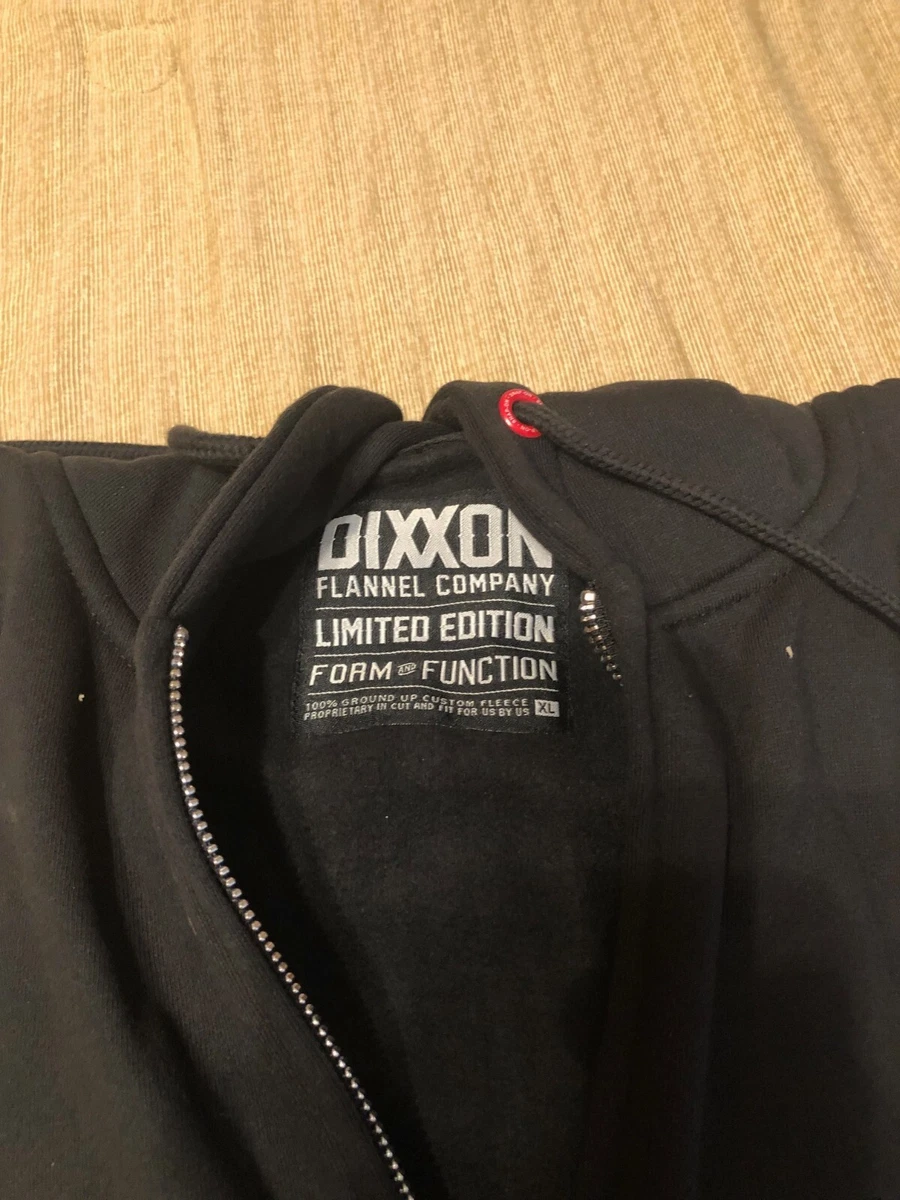 DIXXON
FLANNEL COMPANY
LIMITED EDITION
FORM AND FUNCTION
100% GROUND UP CUSTOM FLEECE
PROPRIETARY IN CUT AND FIT FOR US BY US XL